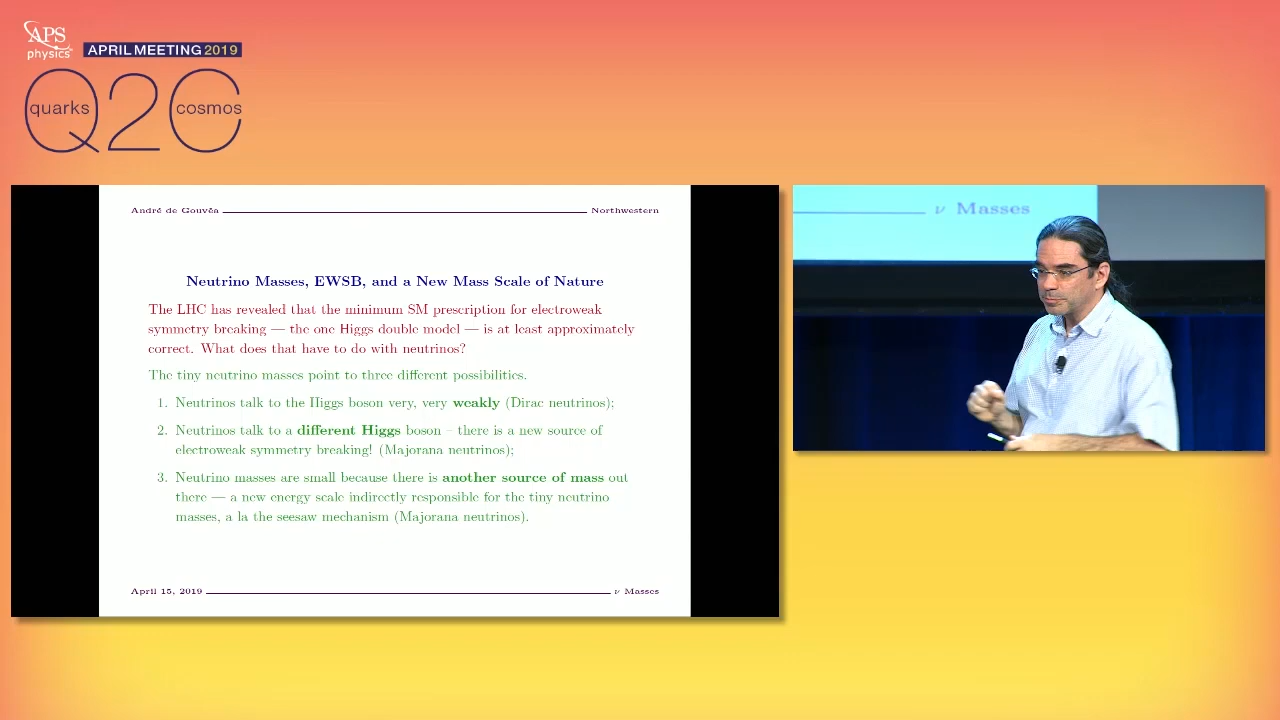 APS
physics
APRIL MEETING 2019
Q2C
quarks
cosmos
André de Gouvêa
Northwestern
Neutrino Masses, EWSB, and a New Mass Scale of Nature
The LHC has revealed that the minimum SM prescription for electroweak
symmetry breaking — the one Higgs double model — is at least approximately
correct. What does that have to do with neutrinos?
The tiny neutrino masses point to three different possibilities.
1. Neutrinos talk to the Higgs boson very, very weakly (Dirac neutrinos);
2. Neutrinos talk to a different Higgs boson – there is a new source of
electroweak symmetry breaking! (Majorana neutrinos);
3. Neutrino masses are small because there is another source of mass out
there — a new energy scale indirectly responsible for the tiny neutrino
masses, a la the seesaw mechanism (Majorana neutrinos).
April 15, 2019
ν Masses
ν Masses